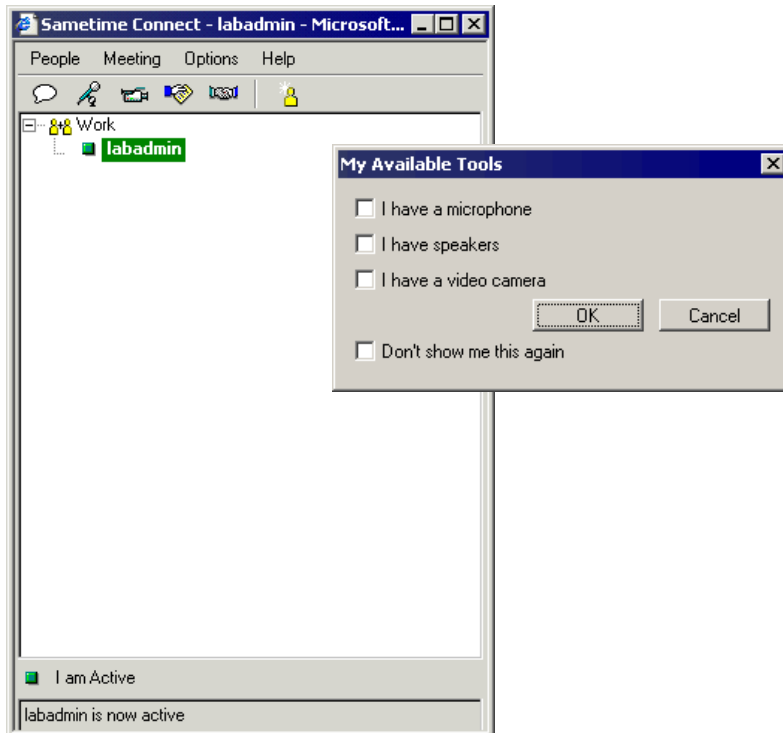 Sametime Connect - labadmin - Microsoft...
People Meeting Options Help
Work
labadmin
My Available Tools
I have a microphone
I have speakers
I have a video camera
OK Cancel
Don't show me this again
I am Active
labadmin is now active